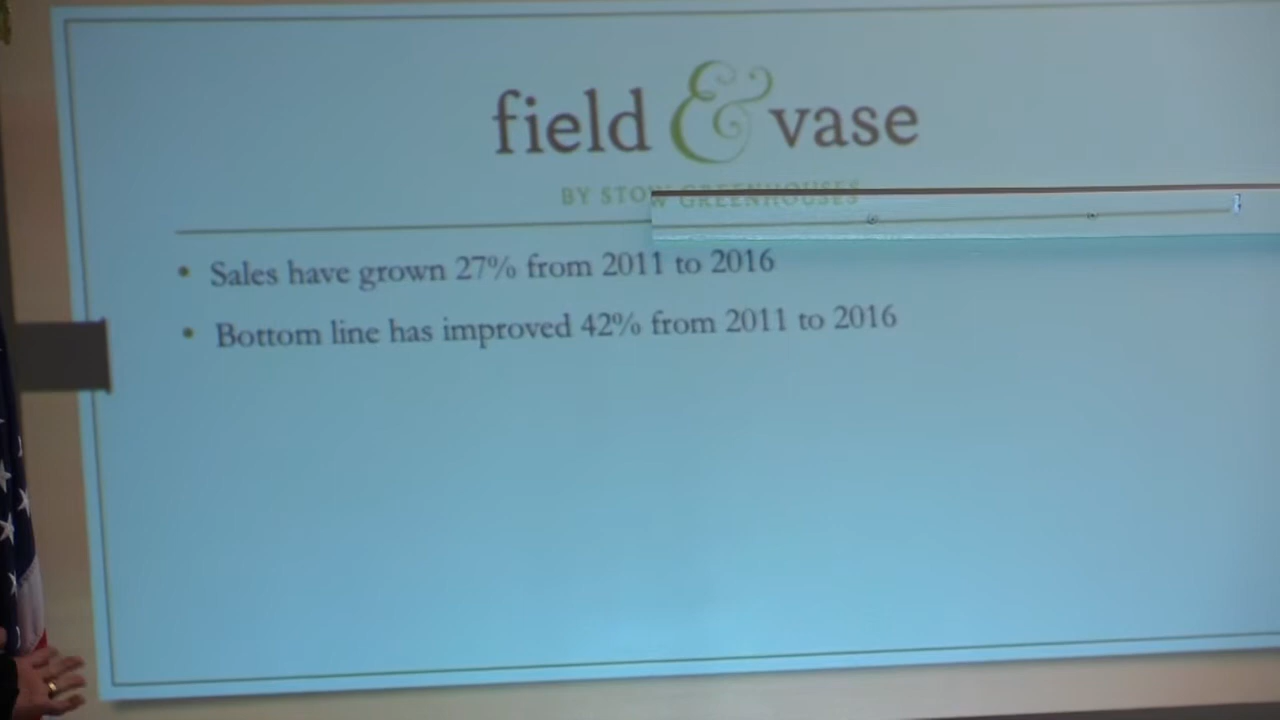 field & vase
BY STOW GREENHOUSES
• Sales have grown 27% from 2011 to 2016
• Bottom line has improved 42% from 2011 to 2016